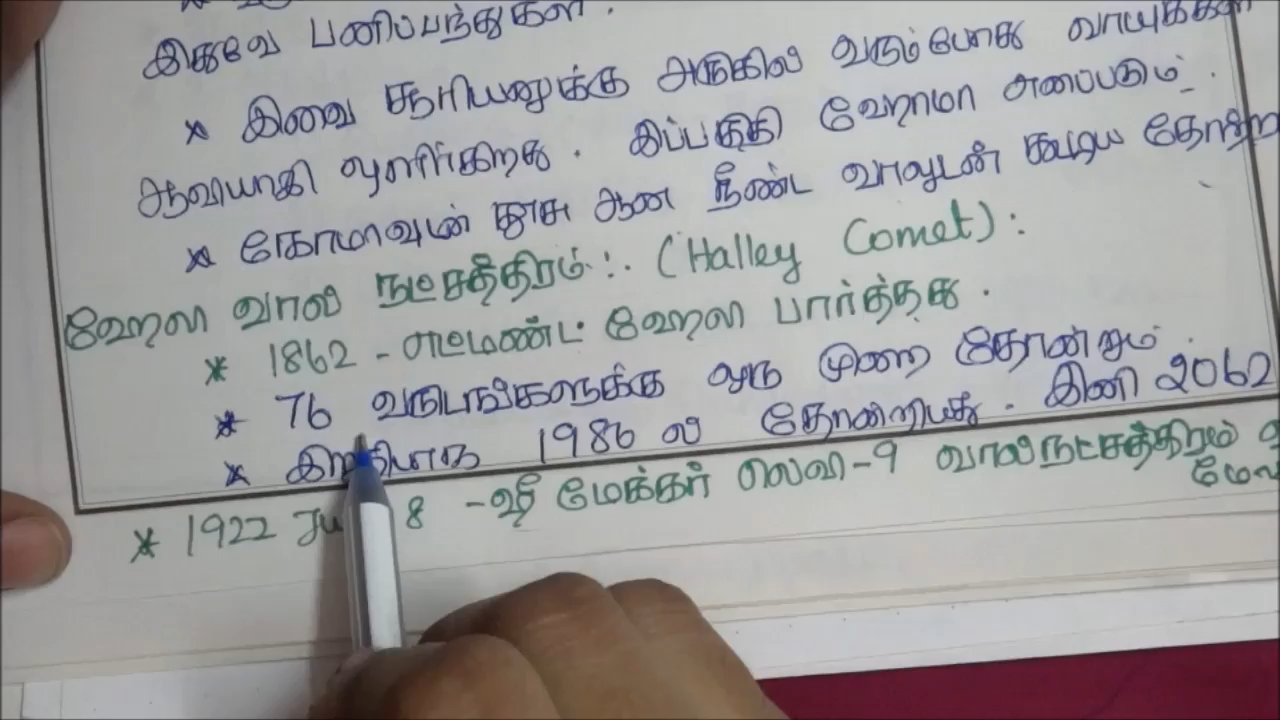 இதுவே பனிப்பந்துகள்.
* இவை சூரியனுக்கு அருகில் வரும்போது வாயுக்கள்
ஆவியாகி ஒளிர்கிறது. இப்பகுதி ஹோமா எனப்படும்.
* கோமாவுடன் தூசு ஆன நீண்ட வாலுடன் கூடிய
ஹேலி வால் நட்சத்திரம்:. (Halley Comet):
* 1862 - எட்மண்ட் ஹேலி பார்த்தது.
* 76 வருடங்களுக்கு ஒரு முறை தோன்றும்.
* இறுதியாக 1986 ல் தோன்றியது. இனி 2062
* 1922 8 - ஷீ மேக்கர் லெவி-9 வால்நட்சத்திரம்